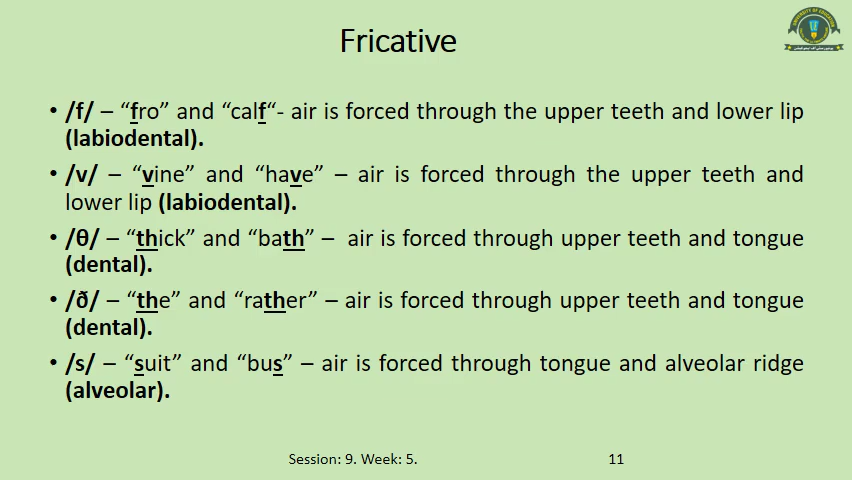 Fricative
UNIVERSITY OF EDUCATION
• /f/ – “fro” and “calf“- air is forced through the upper teeth and lower lip
(labiodental).
• /v/ – “vine” and “have” – air is forced through the upper teeth and
lower lip (labiodental).
• /θ/ – “thick” and “bath” – air is forced through upper teeth and tongue
(dental).
• /ð/ – “the” and “rather” – air is forced through upper teeth and tongue
(dental).
• /s/ – “suit” and “bus” – air is forced through tongue and alveolar ridge
(alveolar).
Session: 9. Week: 5.
11